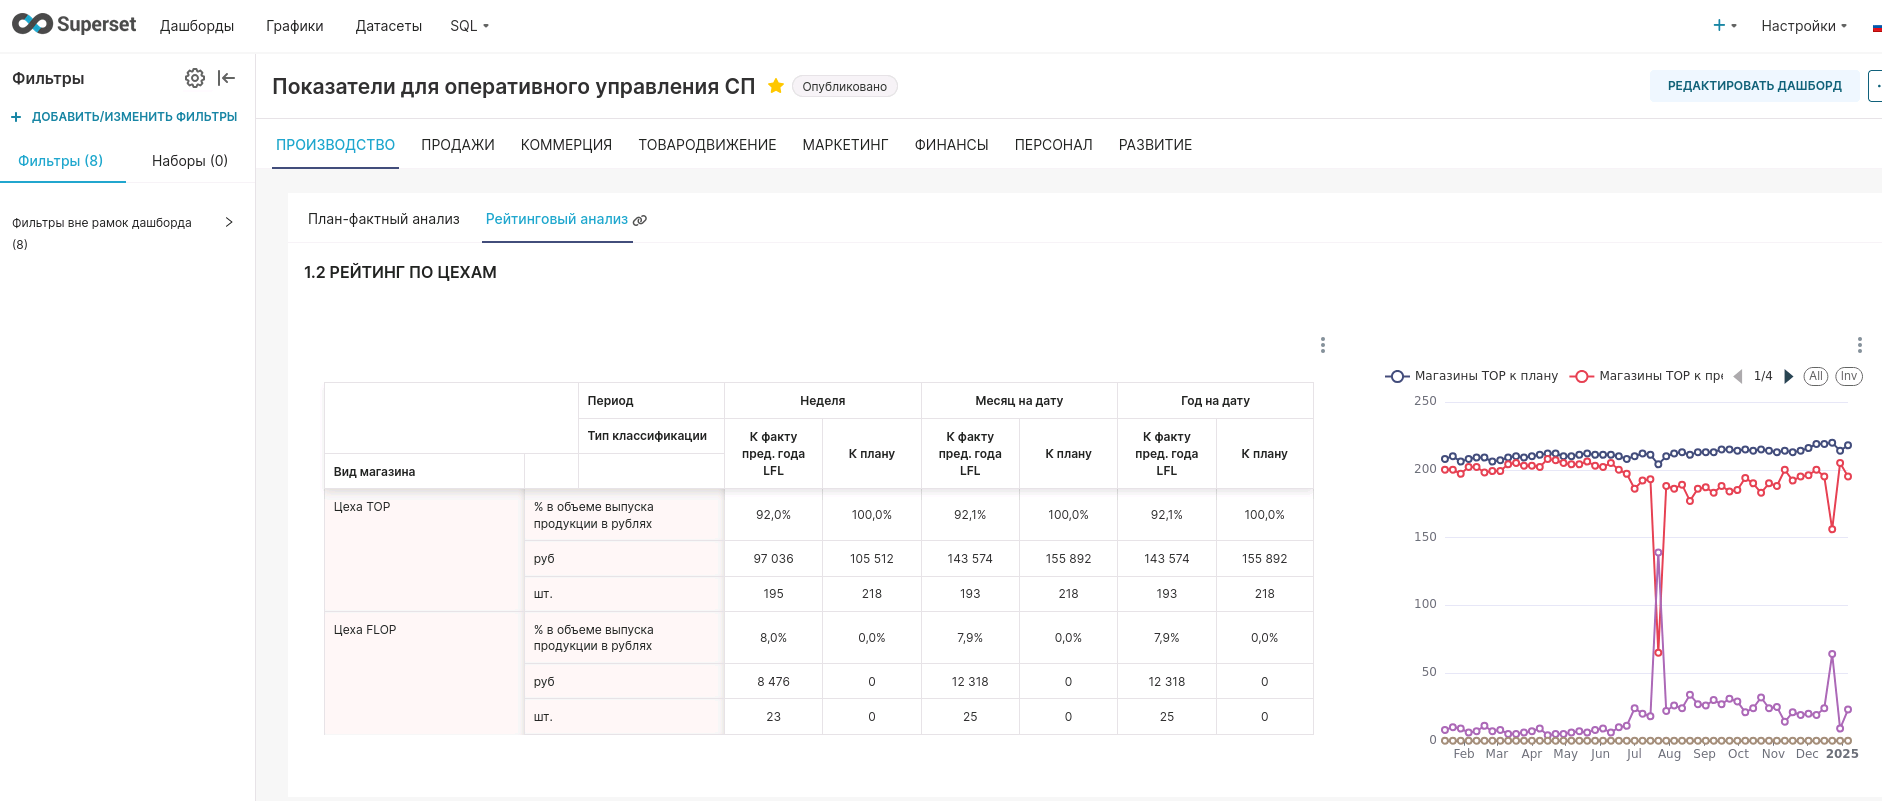 Superset Дашборды Графики Датасеты SQL + Настройки
Фильтры
Показатели для оперативного управления СП Опубликовано РЕДАКТИРОВАТЬ ДАШБОРД
+ ДОБАВИТЬ/ИЗМЕНИТЬ ФИЛЬТРЫ
ПРОИЗВОДСТВО ПРОДАЖИ КОММЕРЦИЯ ТОВАРОДВИЖЕНИЕ МАРКЕТИНГ ФИНАНСЫ ПЕРСОНАЛ РАЗВИТИЕ
Фильтры (8) Наборы (0)
Фильтры вне рамок дашборда
(8)
План-фактный анализ Рейтинговый анализ
1.2 РЕЙТИНГ ПО ЦЕХАМ
Период Неделя Месяц на дату Год на дату
Тип классификации К факту пред. года LFL К плану К факту пред. года LFL К плану К факту пред. года LFL К плану
Вид магазина
Цеха TOP % в объеме выпуска продукции в рублях 92,0% 100,0% 92,1% 100,0% 92,1% 100,0%
руб 97 036 105 512 143 574 155 892 143 574 155 892
шт. 195 218 193 218 193 218
Цеха FLOP % в объеме выпуска продукции в рублях 8,0% 0,0% 7,9% 0,0% 7,9% 0,0%
руб 8 476 0 12 318 0 12 318 0
шт. 23 0 25 0 25 0
Магазины TOP к плану Магазины TOP к пре 1/4 All Inv
250
200
150
100
50
0
Feb Mar Apr May Jun Jul Aug Sep Oct Nov Dec 2025